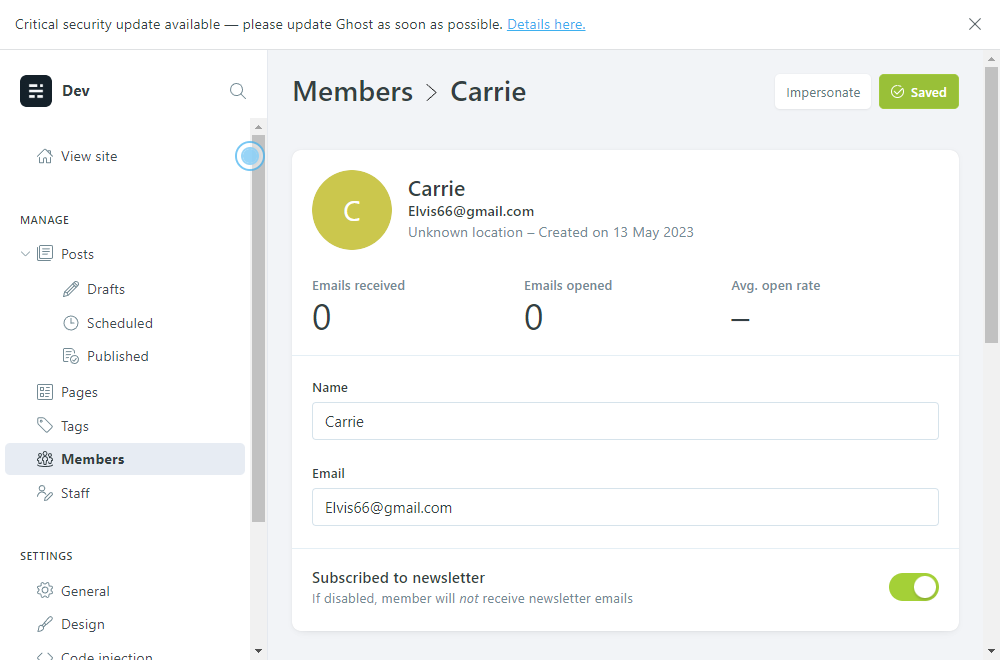 Critical security update available — please update Ghost as soon as possible. Details here.
Dev
View site
MANAGE
Posts
Drafts
Scheduled
Published
Pages
Tags
Members
Staff
SETTINGS
General
Design
Code injection
Members > Carrie
Impersonate
Saved
C
Carrie
Elvis66@gmail.com
Unknown location – Created on 13 May 2023
Emails received
0
Emails opened
0
Avg. open rate
–
Name
Carrie
Email
Elvis66@gmail.com
Subscribed to newsletter
If disabled, member will not receive newsletter emails